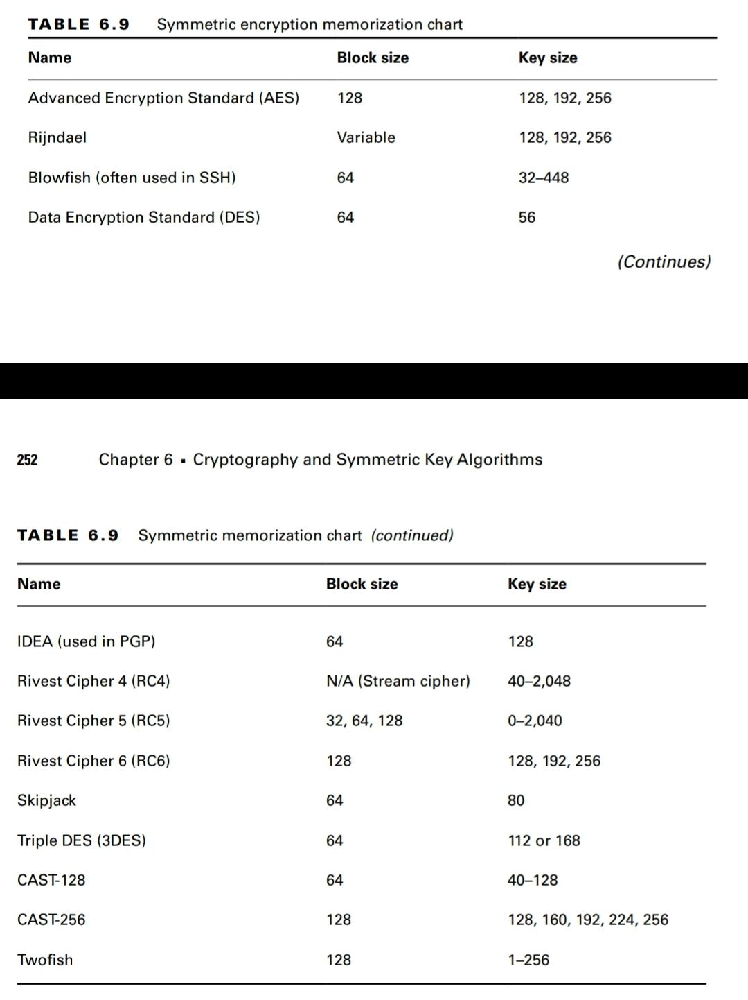 TABLE 6.9 Symmetric encryption memorization chart
Name Block size Key size
Advanced Encryption Standard (AES) 128 128, 192, 256
Rijndael Variable 128, 192, 256
Blowfish (often used in SSH) 64 32–448
Data Encryption Standard (DES) 64 56
(Continues)
252 Chapter 6 ▪ Cryptography and Symmetric Key Algorithms
TABLE 6.9 Symmetric memorization chart (continued)
Name Block size Key size
IDEA (used in PGP) 64 128
Rivest Cipher 4 (RC4) N/A (Stream cipher) 40–2,048
Rivest Cipher 5 (RC5) 32, 64, 128 0–2,040
Rivest Cipher 6 (RC6) 128 128, 192, 256
Skipjack 64 80
Triple DES (3DES) 64 112 or 168
CAST-128 64 40–128
CAST-256 128 128, 160, 192, 224, 256
Twofish 128 1–256